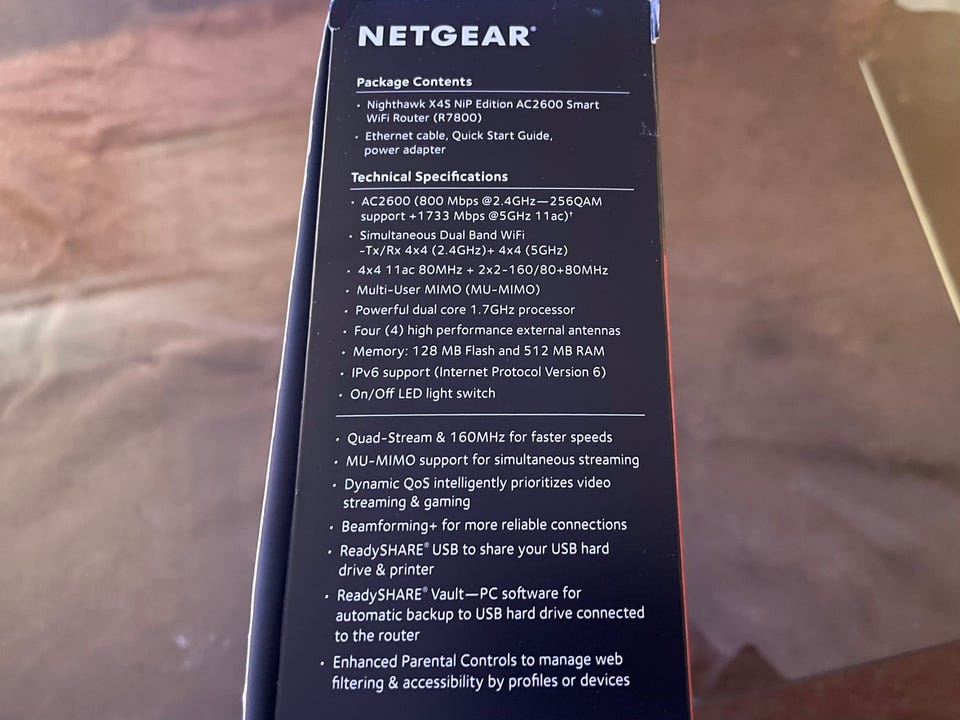 NETGEAR®
Package Contents
• Nighthawk X4S NiP Edition AC2600 Smart
WiFi Router (R7800)
• Ethernet cable, Quick Start Guide,
power adapter
Technical Specifications
• AC2600 (800 Mbps @2.4GHz—256QAM
support +1733 Mbps @5GHz 11ac)†
• Simultaneous Dual Band WiFi
-Tx/Rx 4x4 (2.4GHz)+ 4x4 (5GHz)
• 4x4 11ac 80MHz + 2x2-160/80+80MHz
• Multi-User MIMO (MU-MIMO)
• Powerful dual core 1.7GHz processor
• Four (4) high performance external antennas
• Memory: 128 MB Flash and 512 MB RAM
• IPv6 support (Internet Protocol Version 6)
• On/Off LED light switch
• Quad-Stream & 160MHz for faster speeds
• MU-MIMO support for simultaneous streaming
• Dynamic QoS intelligently prioritizes video
streaming & gaming
• Beamforming+ for more reliable connections
• ReadySHARE® USB to share your USB hard
drive & printer
• ReadySHARE® Vault—PC software for
automatic backup to USB hard drive connected
to the router
• Enhanced Parental Controls to manage web
filtering & accessibility by profiles or devices